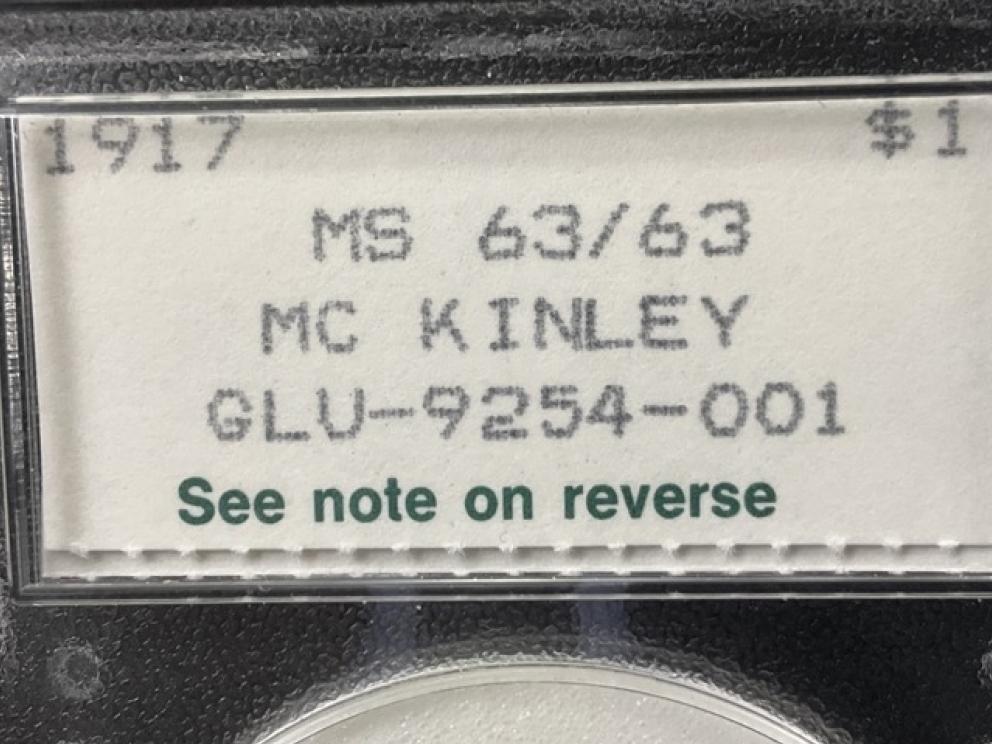 1917 $1
MS 63/63
MC KINLEY
GLU-9254-001
See note on reverse